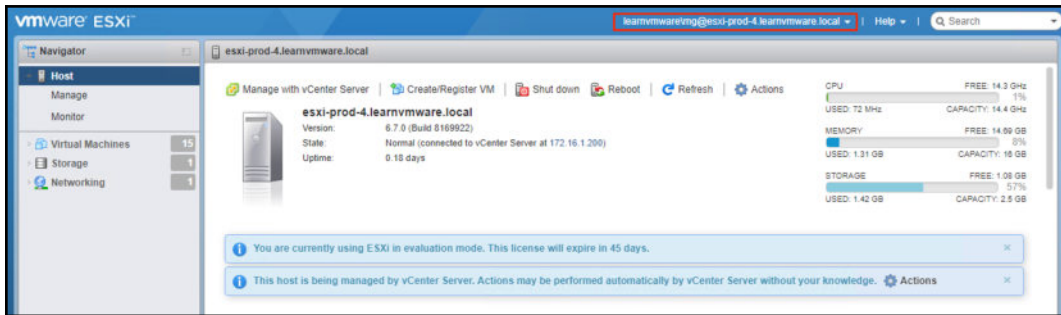 vmware ESXi™
learnvmware\mg@esxi-prod-4.learnvmware.local
Help
Search
Navigator
Host
Manage
Monitor
Virtual Machines 15
Storage 1
Networking 1
esxi-prod-4.learnvmware.local
Manage with vCenter Server | Create/Register VM | Shut down Reboot | Refresh | Actions
esxi-prod-4.learnvmware.local
Version: 6.7.0 (Build 8169922)
State: Normal (connected to vCenter Server at 172.16.1.200)
Uptime: 0.18 days
CPU FREE: 14.3 GHz
1%
USED: 72 MHz CAPACITY: 14.4 GHz
MEMORY FREE: 14.69 GB
8%
USED: 1.31 GB CAPACITY: 16 GB
STORAGE FREE: 1.08 GB
57%
USED: 1.42 GB CAPACITY: 2.5 GB
You are currently using ESXi in evaluation mode. This license will expire in 45 days.
This host is being managed by vCenter Server. Actions may be performed automatically by vCenter Server without your knowledge. Actions